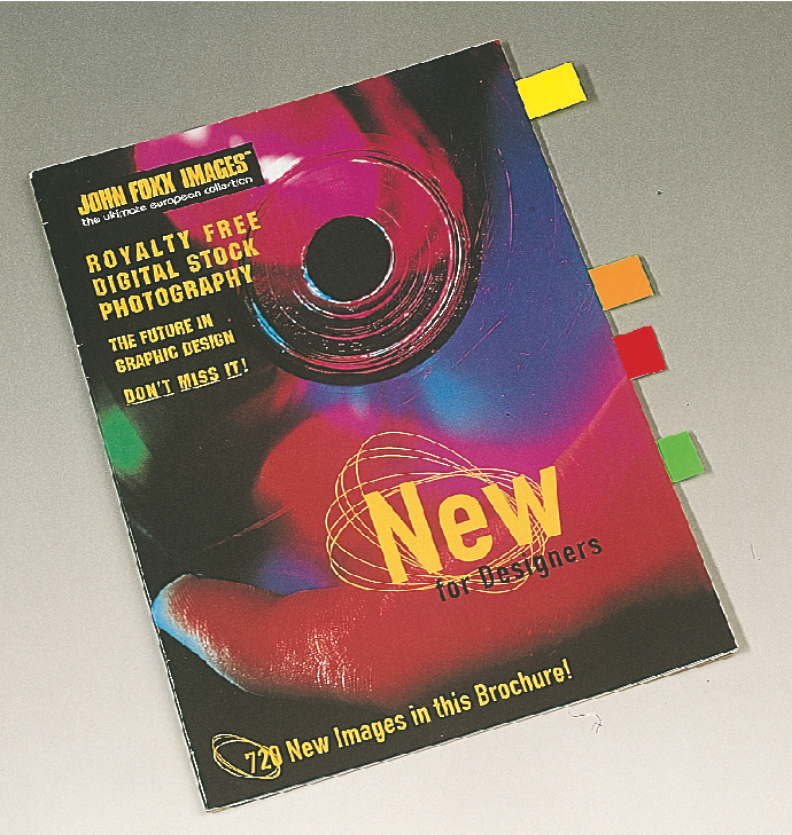 JOHN FOXX IMAGES™
the ultimate european collection
ROYALTY FREE
DIGITAL STOCK
PHOTOGRAPHY
THE FUTURE IN
GRAPHIC DESIGN
DON'T MISS IT!
New
for Designers
720 New Images in this Brochure!